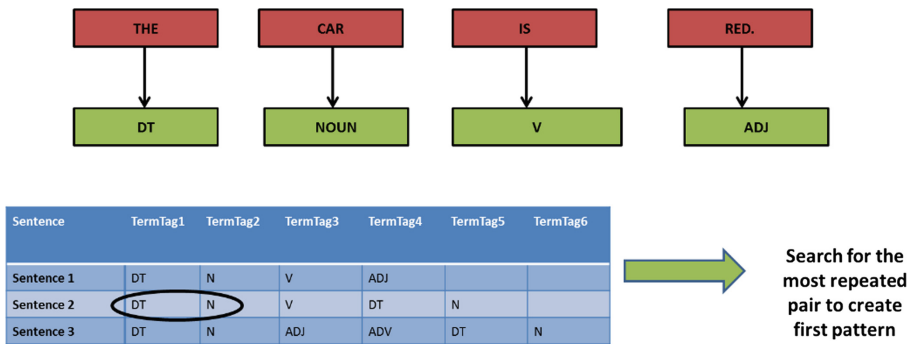 THE CAR IS RED.
DT NOUN V ADJ
Sentence TermTag1 TermTag2 TermTag3 TermTag4 TermTag5 TermTag6
Sentence 1 DT N V ADJ
Sentence 2 DT N V DT N
Sentence 3 DT N ADJ ADV DT N
Search for the
most repeated
pair to create
first pattern